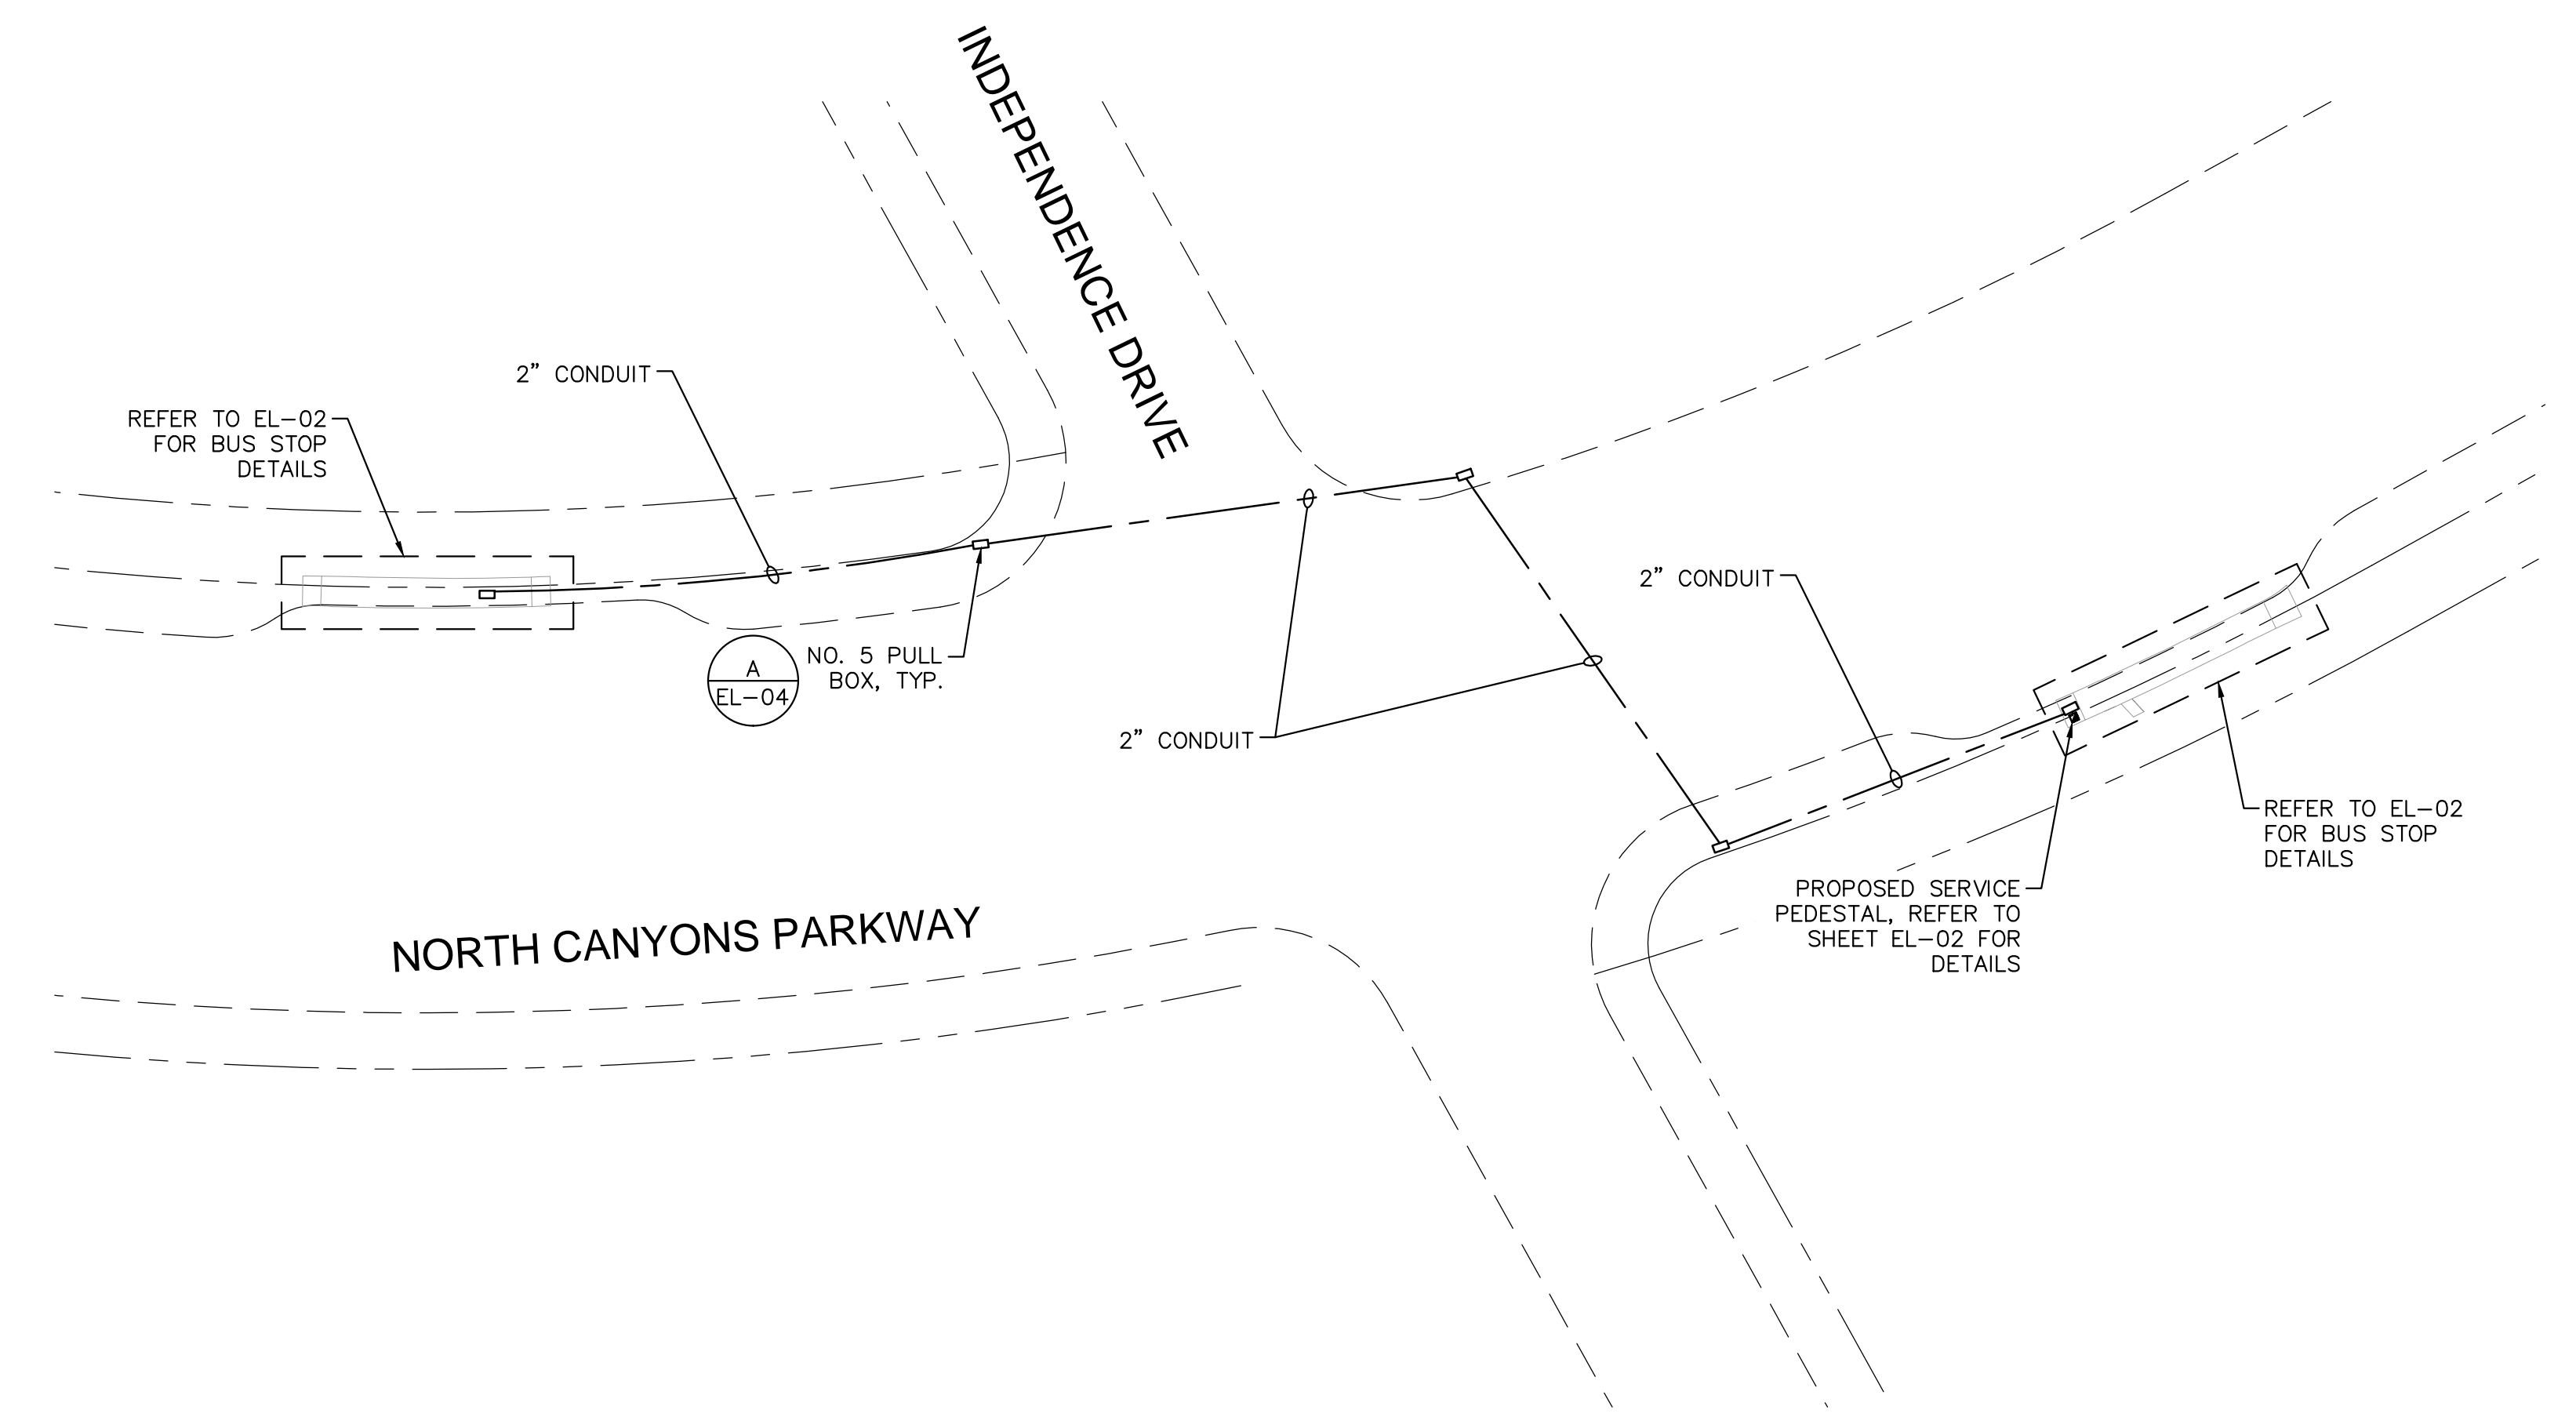 INDEPENDENCE DRIVE
2” CONDUIT
REFER TO EL-02
FOR BUS STOP
DETAILS
2” CONDUIT
A
EL-04
NO. 5 PULL
BOX, TYP.
2” CONDUIT
REFER TO EL-02
FOR BUS STOP
DETAILS
PROPOSED SERVICE
PEDESTAL, REFER TO
SHEET EL-02 FOR
DETAILS
NORTH CANYONS PARKWAY